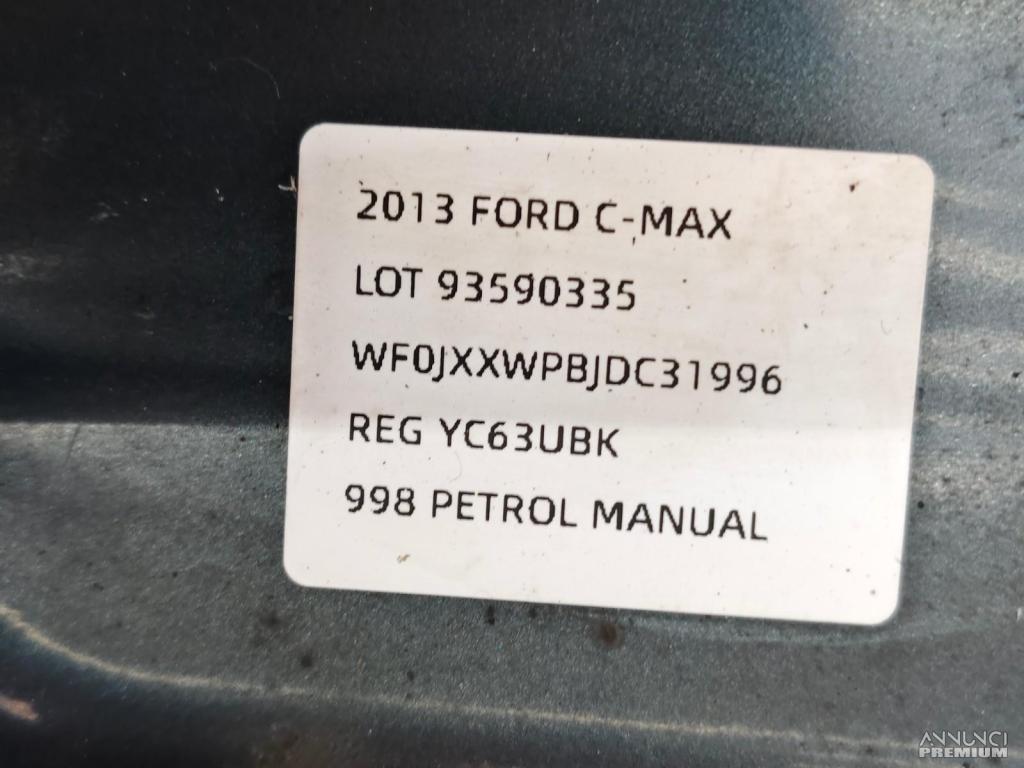 2013 FORD C-MAX
LOT 93590335
WF0JXXWPBJDC31996
REG YC63UBK
998 PETROL MANUAL
ANNUNCI
PREMIUM